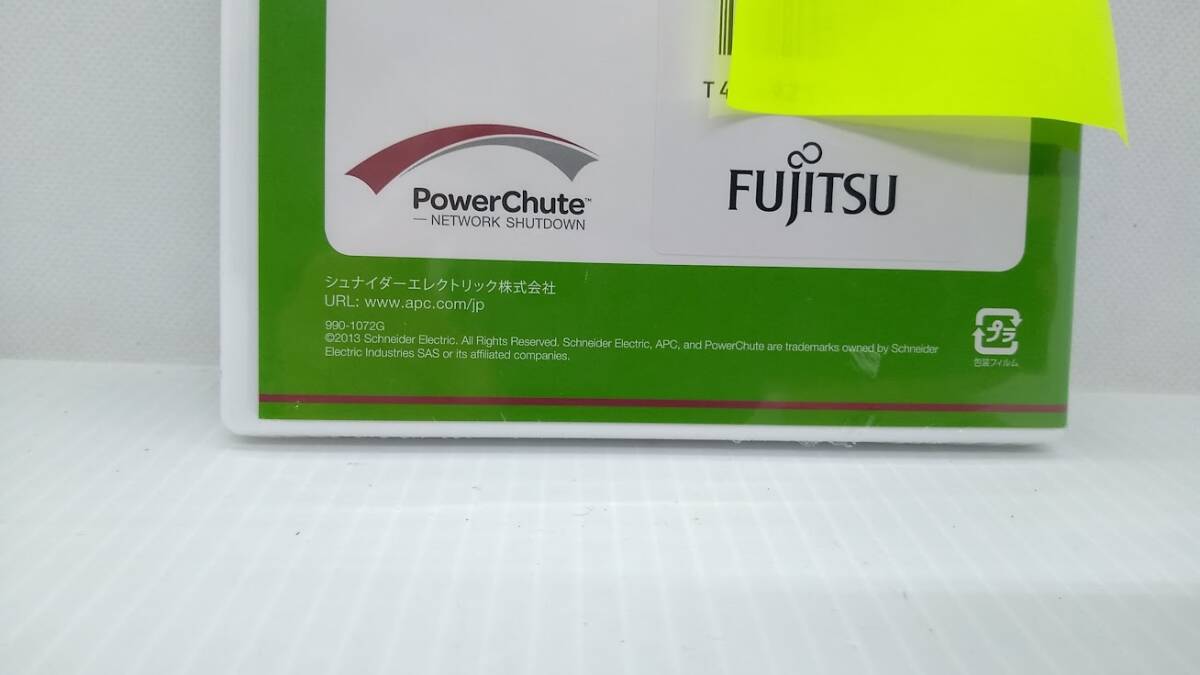 T 4
PowerChute™
— NETWORK SHUTDOWN
FUJITSU
シュナイダーエレクトリック株式会社
URL: www.apc.com/jp
990-1072G
©2013 Schneider Electric. All Rights Reserved. Schneider Electric, APC, and PowerChute are trademarks owned by Schneider
Electric Industries SAS or its affiliated companies.
プラ
包装フィルム